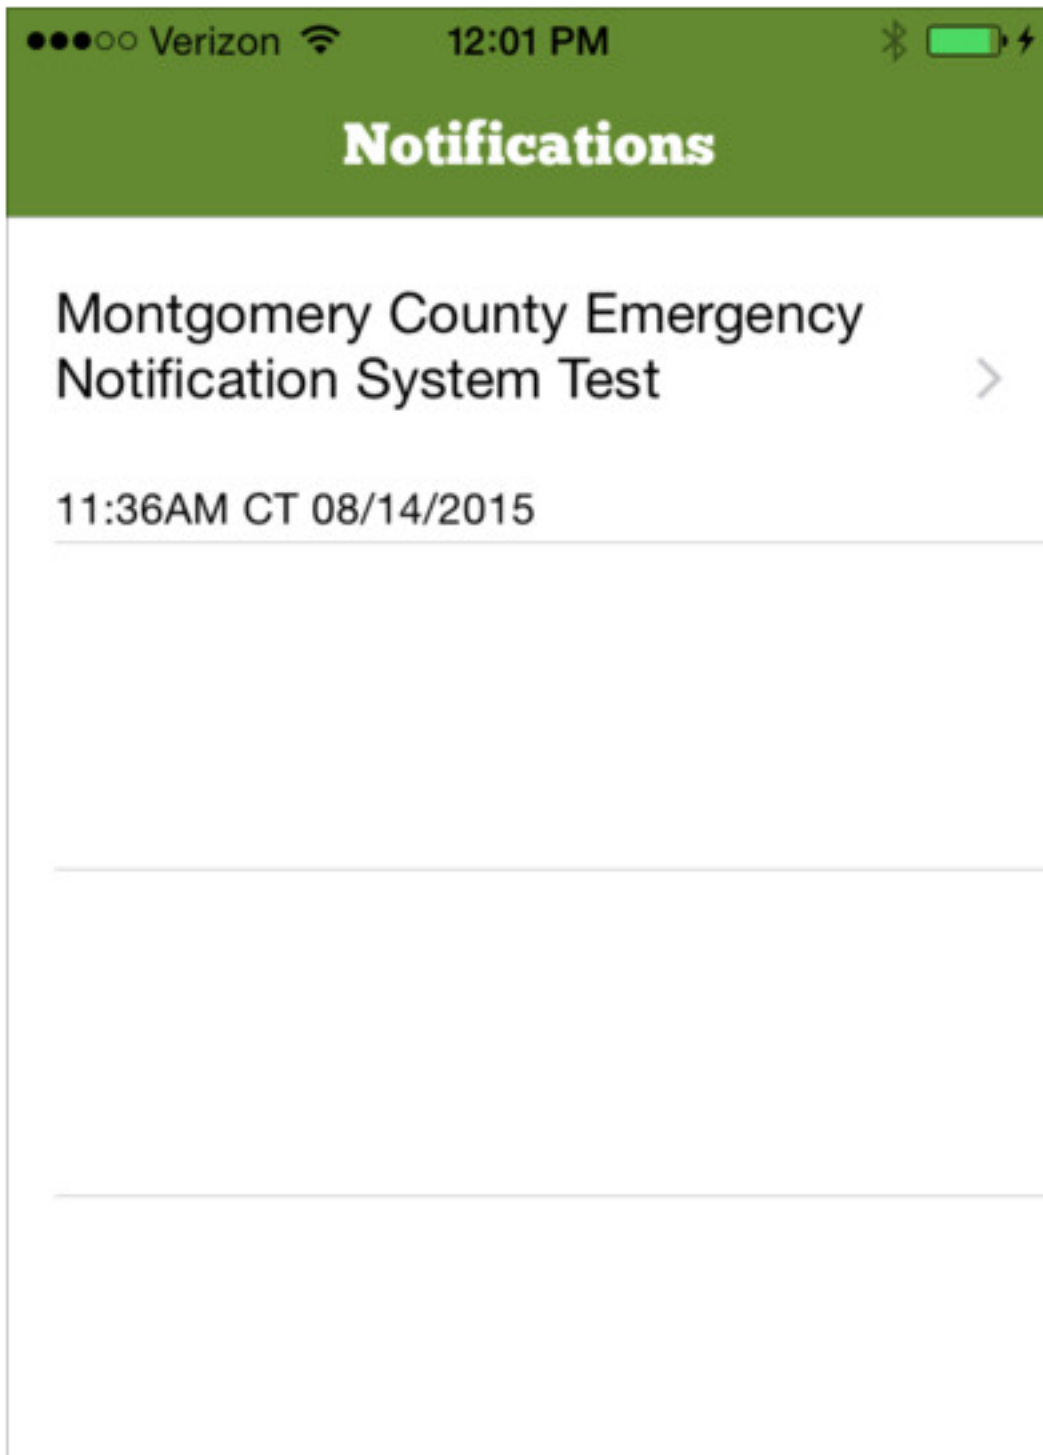 Verizon 12:01 PM
Notifications
Montgomery County Emergency
Notification System Test
11:36AM CT 08/14/2015